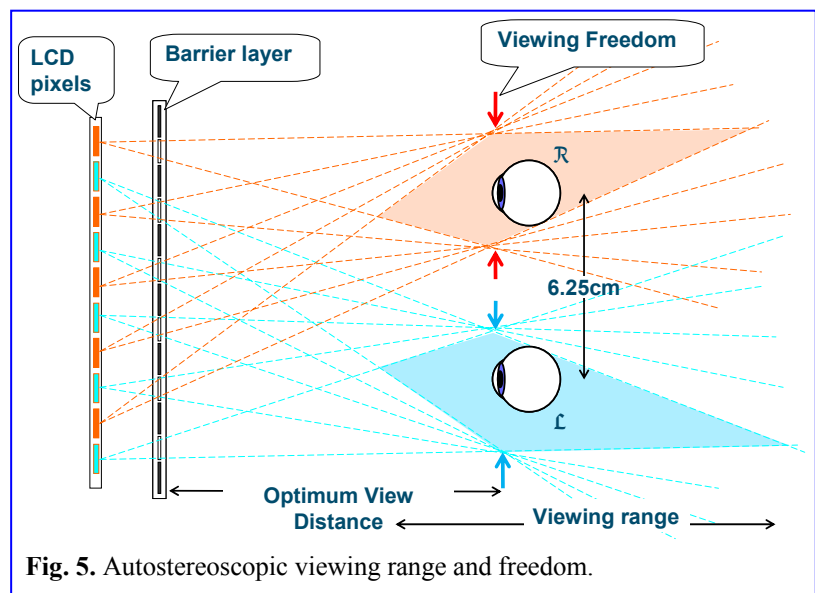 LCD
pixels
Barrier layer
Viewing Freedom
ℛ
6.25cm
ℒ
Optimum View
Distance
Viewing range
Fig. 5. Autostereoscopic viewing range and freedom.